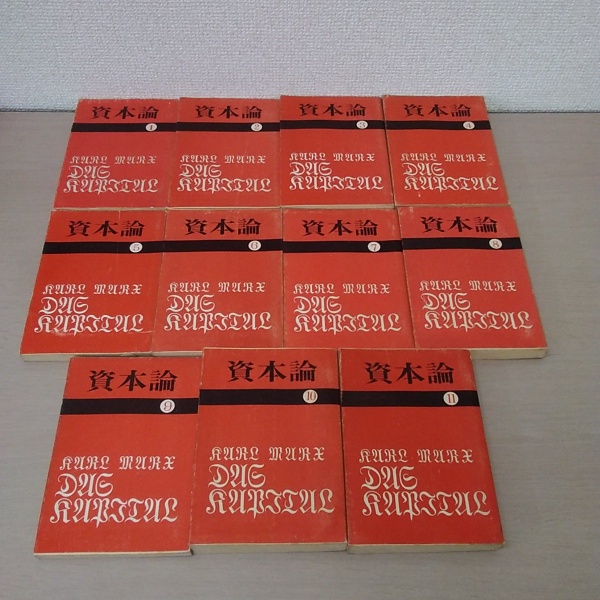 資本論
1
KARL MARX
DAS
KAPITAL
資本論
2
KARL MARX
DAS
KAPITAL
資本論
3
KARL MARX
DAS
KAPITAL
資本論
4
KARL MARX
DAS
KAPITAL
資本論
5
KARL MARX
DAS
KAPITAL
資本論
6
KARL MARX
DAS
KAPITAL
資本論
7
KARL MARX
DAS
KAPITAL
資本論
8
KARL MARX
DAS
KAPITAL
資本論
9
KARL MARX
DAS
KAPITAL
資本論
10
KARL MARX
DAS
KAPITAL
資本論
11
KARL MARX
DAS
KAPITAL